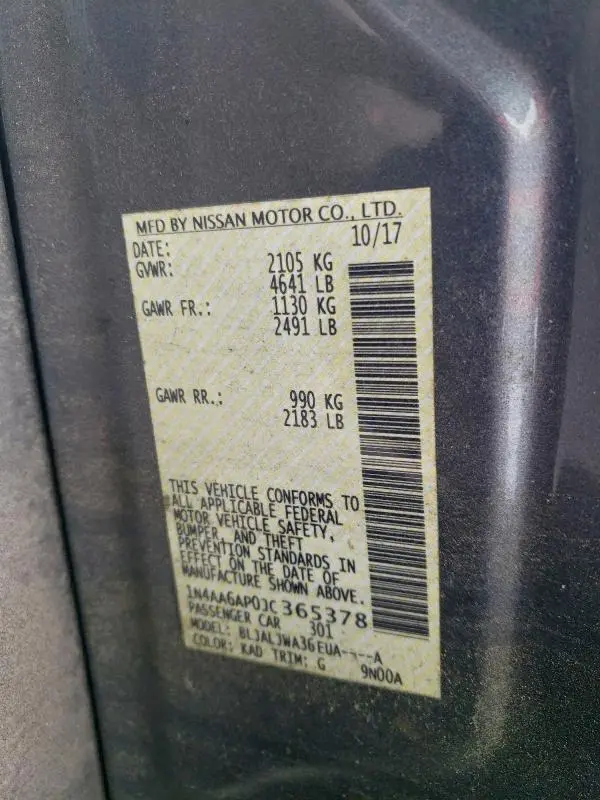 MFD BY NISSAN MOTOR CO., LTD.
DATE: 10/17
GVWR: 2105 KG
4641 LB
GAWR FR.: 1130 KG
2491 LB
GAWR RR.: 990 KG
2183 LB
THIS VEHICLE CONFORMS TO
ALL APPLICABLE FEDERAL
MOTOR VEHICLE SAFETY,
BUMPER, AND THEFT
PREVENTION STANDARDS IN
EFFECT ON THE DATE OF
MANUFACTURE SHOWN ABOVE.
1N4AA6AP0JC365378
PASSENGER CAR 301
MODEL: BLJALJWA36EUA----A
COLOR: KAD TRIM: G 9N00A